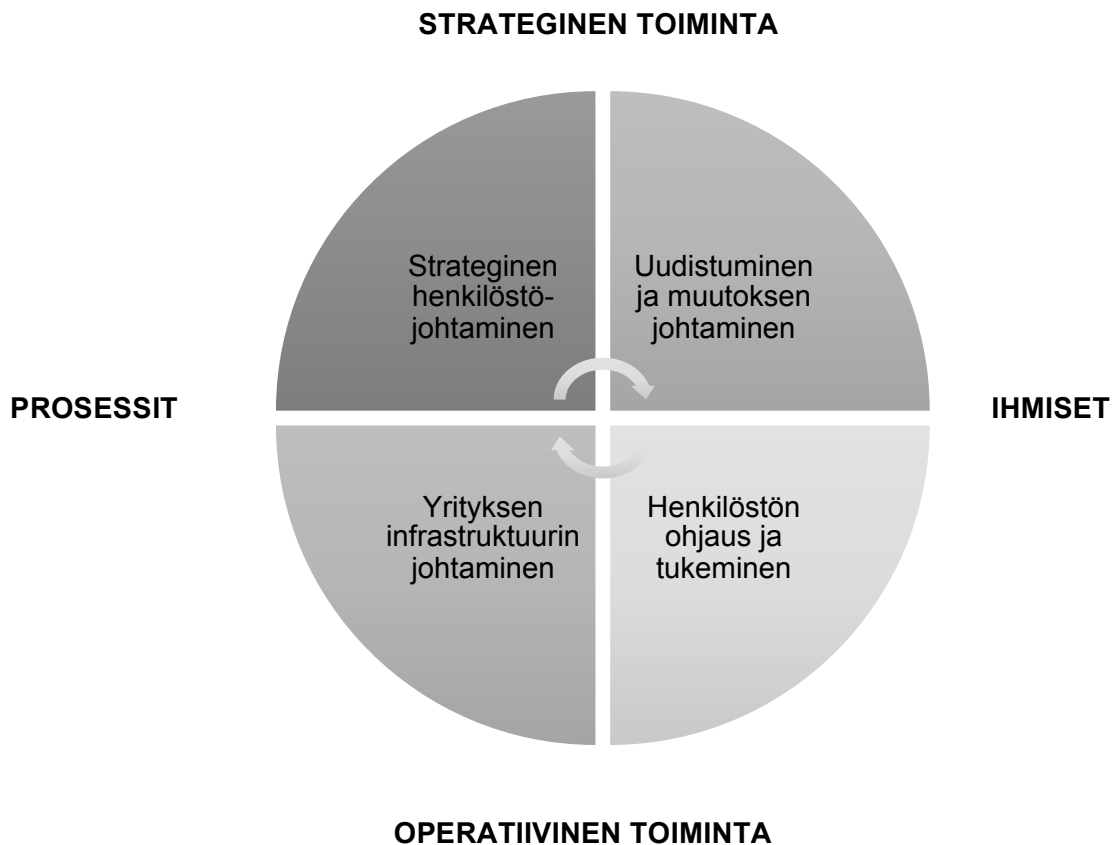 STRATEGINEN TOIMINTA
Strateginen
henkilöstö-
johtaminen
Uudistuminen
ja muutoksen
johtaminen
PROSESSIT
IHMISET
Yrityksen
infrastruktuurin
johtaminen
Henkilöstön
ohjaus ja
tukeminen
OPERATIIVINEN TOIMINTA